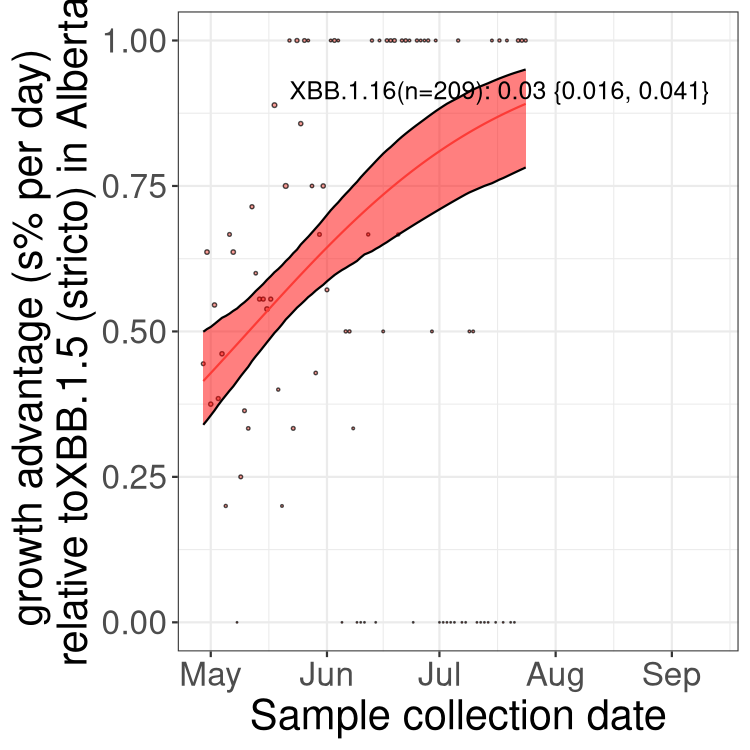 growth advantage (s% per day)
relative toXBB.1.5 (stricto) in Alberta
1.00
0.75
0.50
0.25
0.00
XBB.1.16(n=209): 0.03 {0.016, 0.041}
May Jun Jul Aug Sep
Sample collection date